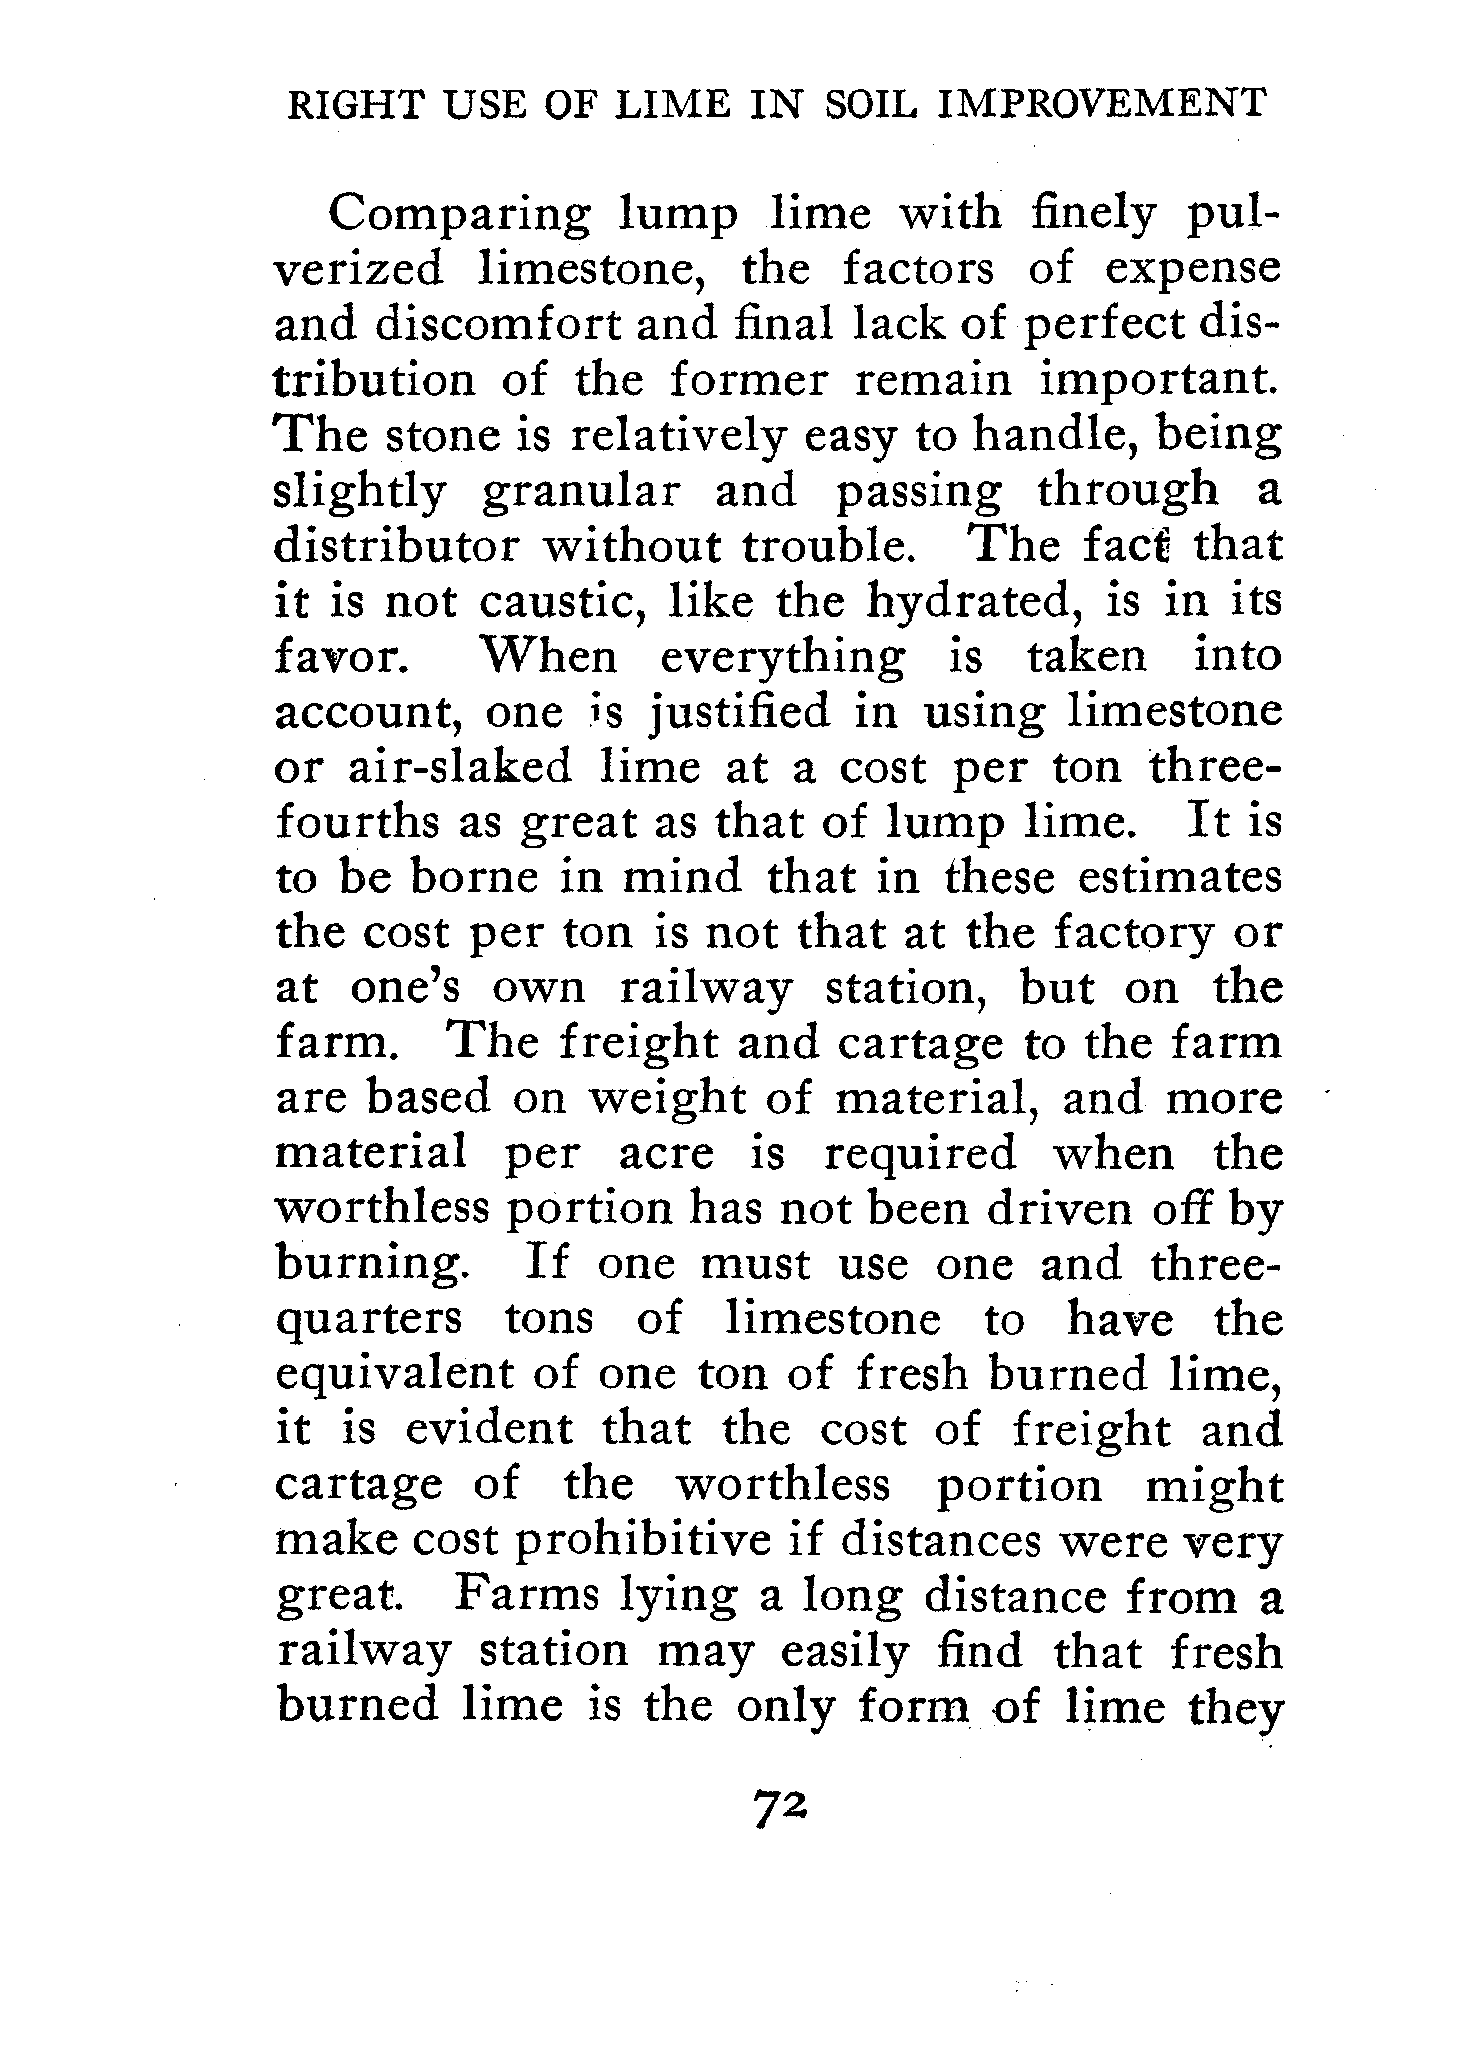 RIGHT USE OF LIME IN SOIL IMPROVEMENT
Comparing lump lime with finely pul-
verized limestone, the factors of expense
and discomfort and final lack of perfect dis-
tribution of the former remain important.
The stone is relatively easy to handle, being
slightly granular and passing through a
distributor without trouble. The fact that
it is not caustic, like the hydrated, is in its
favor. When everything is taken into
account, one is justified in using limestone
or air-slaked lime at a cost per ton three-
fourths as great as that of lump lime. It is
to be borne in mind that in these estimates
the cost per ton is not that at the factory or
at one's own railway station, but on the
farm. The freight and cartage to the farm
are based on weight of material, and more
material per acre is required when the
worthless portion has not been driven off by
burning. If one must use one and three-
quarters tons of limestone to have the
equivalent of one ton of fresh burned lime,
it is evident that the cost of freight and
cartage of the worthless portion might
make cost prohibitive if distances were very
great. Farms lying a long distance from a
railway station may easily find that fresh
burned lime is the only form of lime they
72